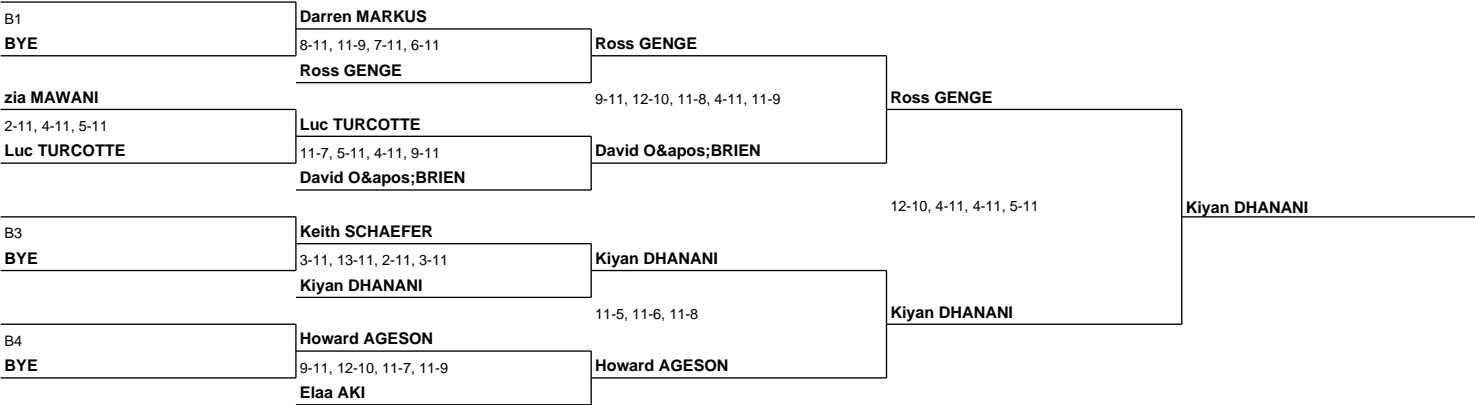 B1
BYE
zia MAWANI
2-11, 4-11, 5-11
Luc TURCOTTE
B3
BYE
B4
BYE
Darren MARKUS
8-11, 11-9, 7-11, 6-11
Ross GENGE
Luc TURCOTTE
11-7, 5-11, 4-11, 9-11
David O&apos;BRIEN
Keith SCHAEFER
3-11, 13-11, 2-11, 3-11
Kiyan DHANANI
Howard AGESON
9-11, 12-10, 11-7, 11-9
Elaa AKI
Ross GENGE
9-11, 12-10, 11-8, 4-11, 11-9
David O&apos;BRIEN
Kiyan DHANANI
11-5, 11-6, 11-8
Howard AGESON
Ross GENGE
12-10, 4-11, 4-11, 5-11
Kiyan DHANANI
Kiyan DHANANI